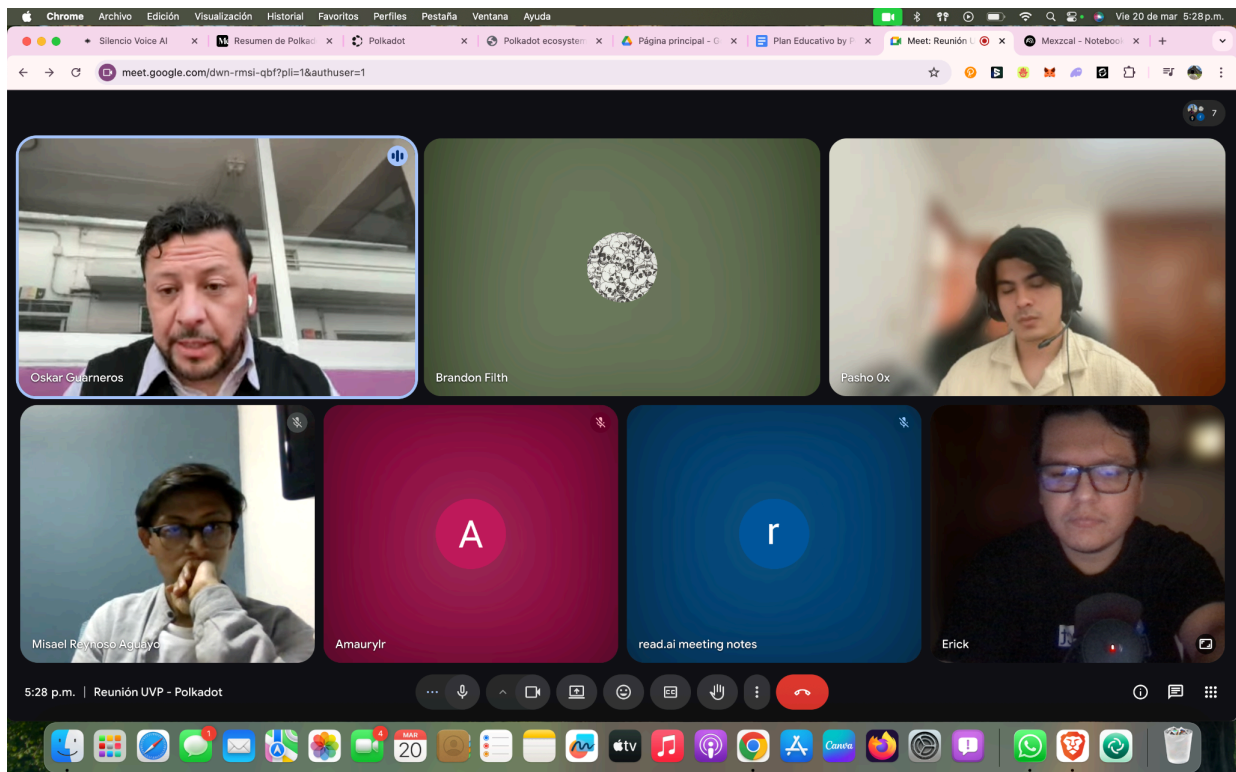 Chrome Archivo Edición Visualización Historial Favoritos Perfiles Pestaña Ventana Ayuda
Vie 20 de mar 5:28 p.m.
Silencio Voice AI
Resumen de Polkad
Polkadot
Polkadot ecosystem
Página principal - G
Plan Educativo by P
Meet: Reunión U
Mexzcal - Notebook
meet.google.com/dwn-rmsi-qbf?pli=1&authuser=1
7
Oskar Guarneros
Brandon Filth
Pasho 0x
A
r
Misael Reynoso Aguayo
Amaurylr
read.ai meeting notes
Erick
5:28 p.m. | Reunión UVP - Polkadot
CC
1
4
MAR
20
tv
Canva